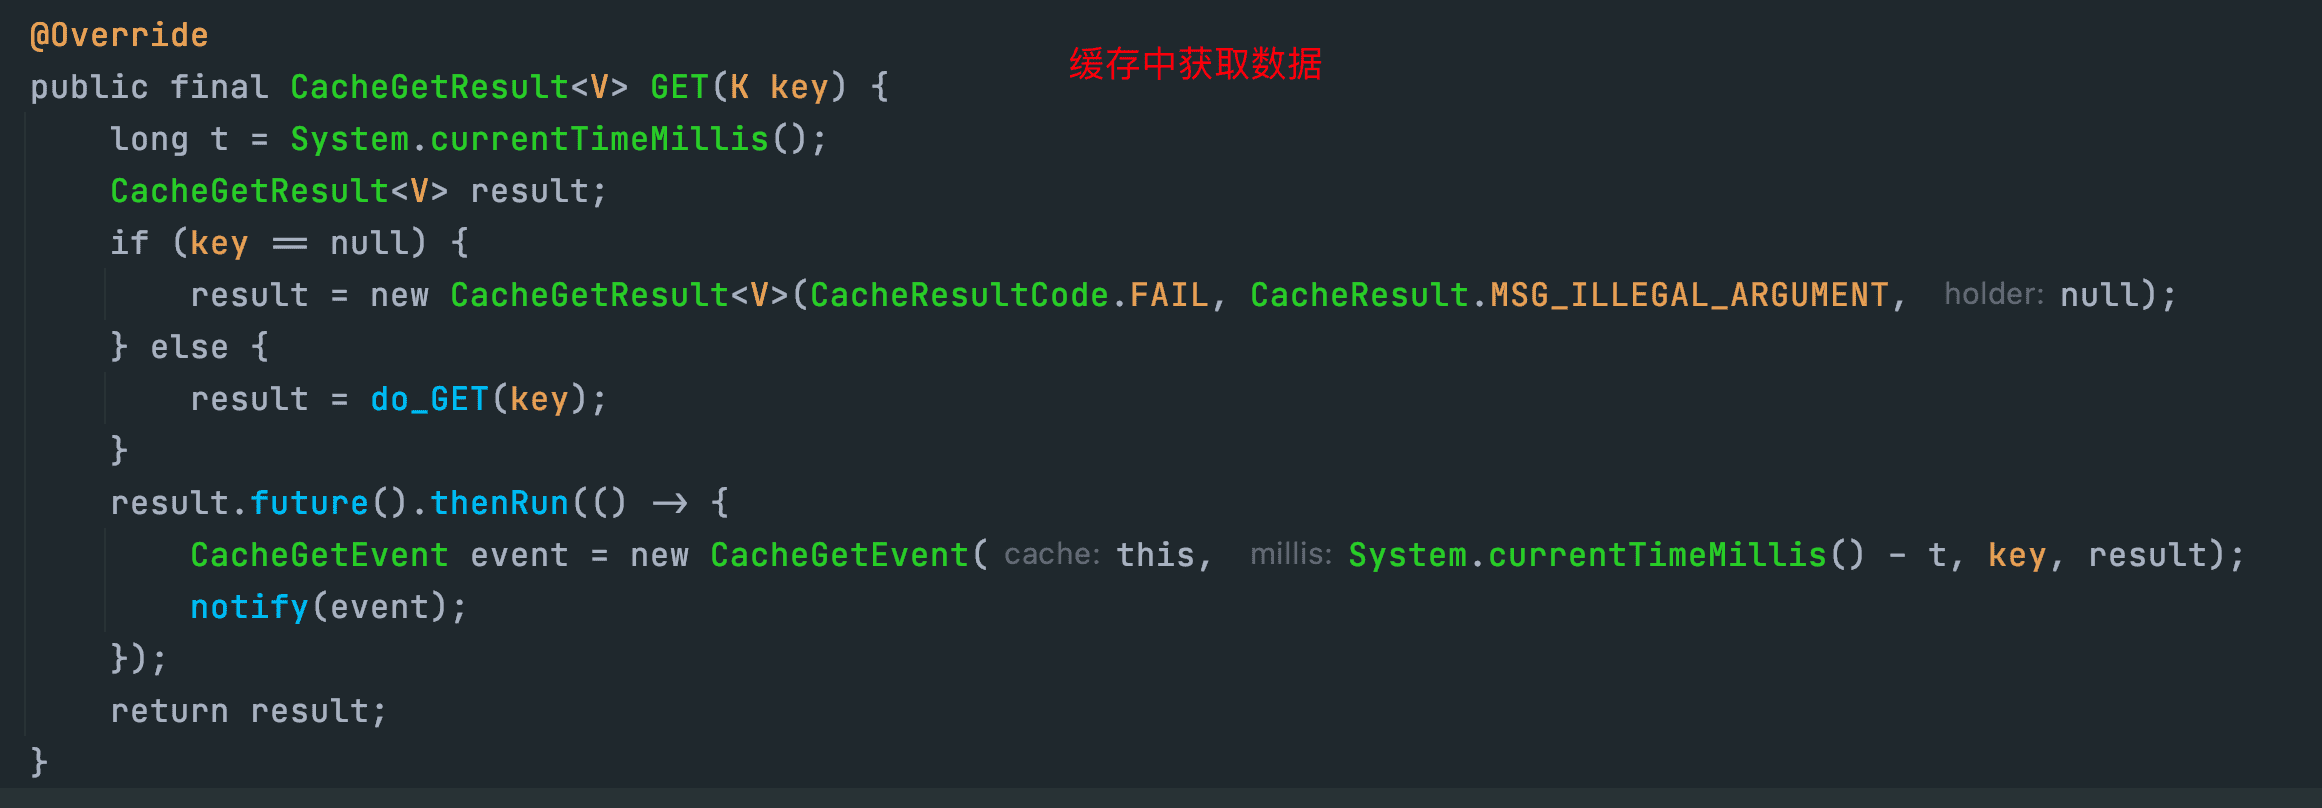 @Override
缓存中获取数据
public final CacheGetResult<V> GET(K key) {
    long t = System.currentTimeMillis();
    CacheGetResult<V> result;
    if (key == null) {
        result = new CacheGetResult<V>(CacheResultCode.FAIL, CacheResult.MSG_ILLEGAL_ARGUMENT, holder: null);
    } else {
        result = do_GET(key);
    }
    result.future().thenRun(() -> {
        CacheGetEvent event = new CacheGetEvent( cache: this, millis: System.currentTimeMillis() - t, key, result);
        notify(event);
    });
    return result;
}